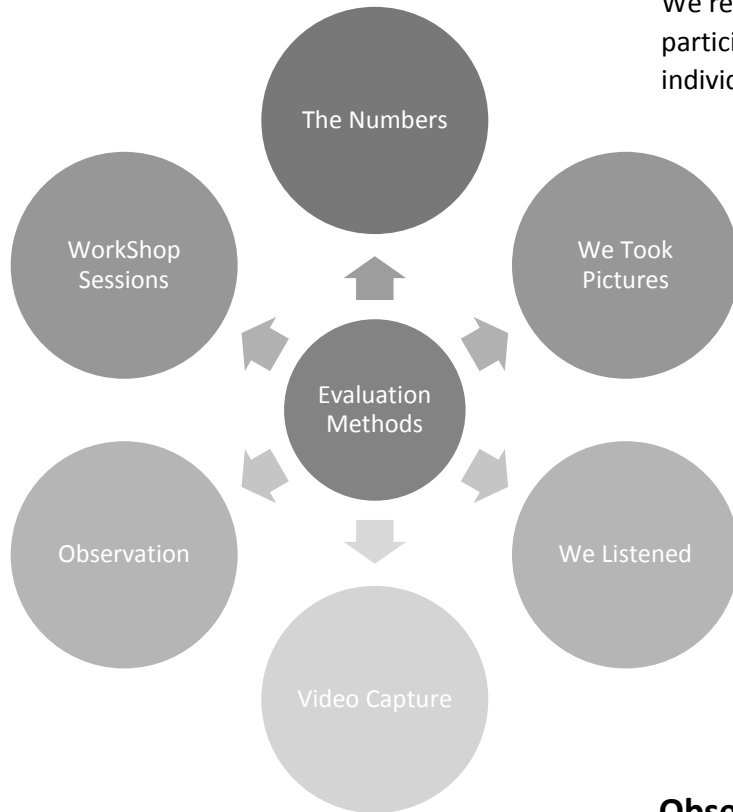 We re
partici
individ
The Numbers
WorkShop
Sessions
We Took
Pictures
Evaluation
Methods
Observation
We Listened
Video Capture
Obse